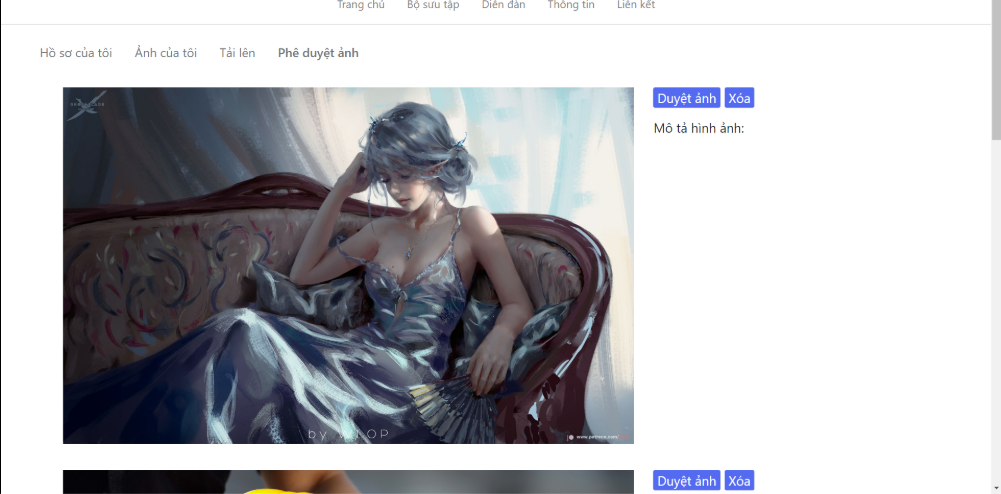 Trang chủ Bộ sưu tập Diễn đàn Thông tin Liên kết
Hồ sơ của tôi Ảnh của tôi Tải lên Phê duyệt ảnh
Duyệt ảnh Xóa
Mô tả hình ảnh:
Duyệt ảnh Xóa